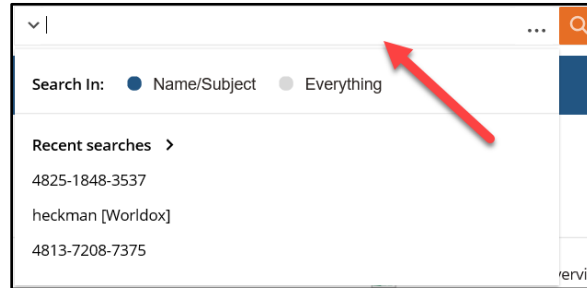 ...
Search In: Name/Subject Everything
Recent searches >
4825-1848-3537
heckman [Worldox]
4813-7208-7375